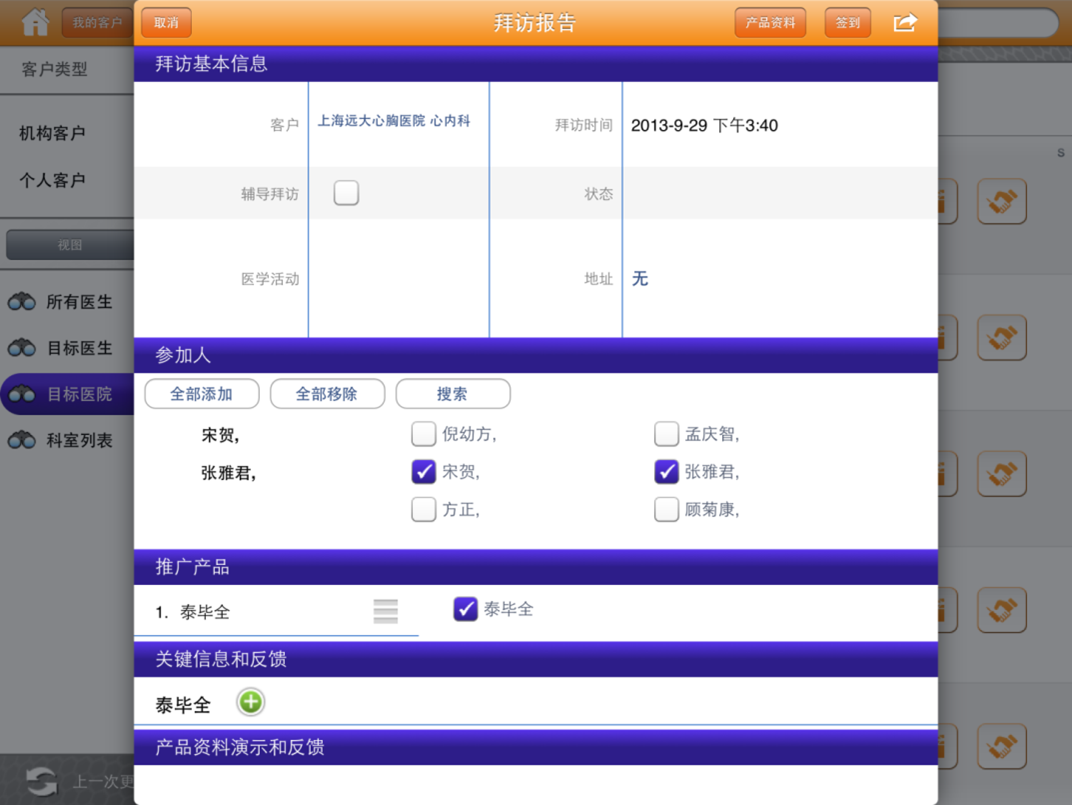 我的客户
取消
拜访报告
产品资料
签到
客户类型
机构客户
个人客户
视图
所有医生
目标医生
目标医院
科室列表
上一次更
拜访基本信息
客户
上海远大心胸医院 心内科
拜访时间
2013-9-29 下午3:40
辅导拜访
状态
医学活动
地址
无
参加人
全部添加
全部移除
搜索
宋贺,
倪幼方,
孟庆智,
张雅君,
宋贺,
张雅君,
方正,
顾菊康,
推广产品
1. 泰毕全
泰毕全
关键信息和反馈
泰毕全
产品资料演示和反馈
S